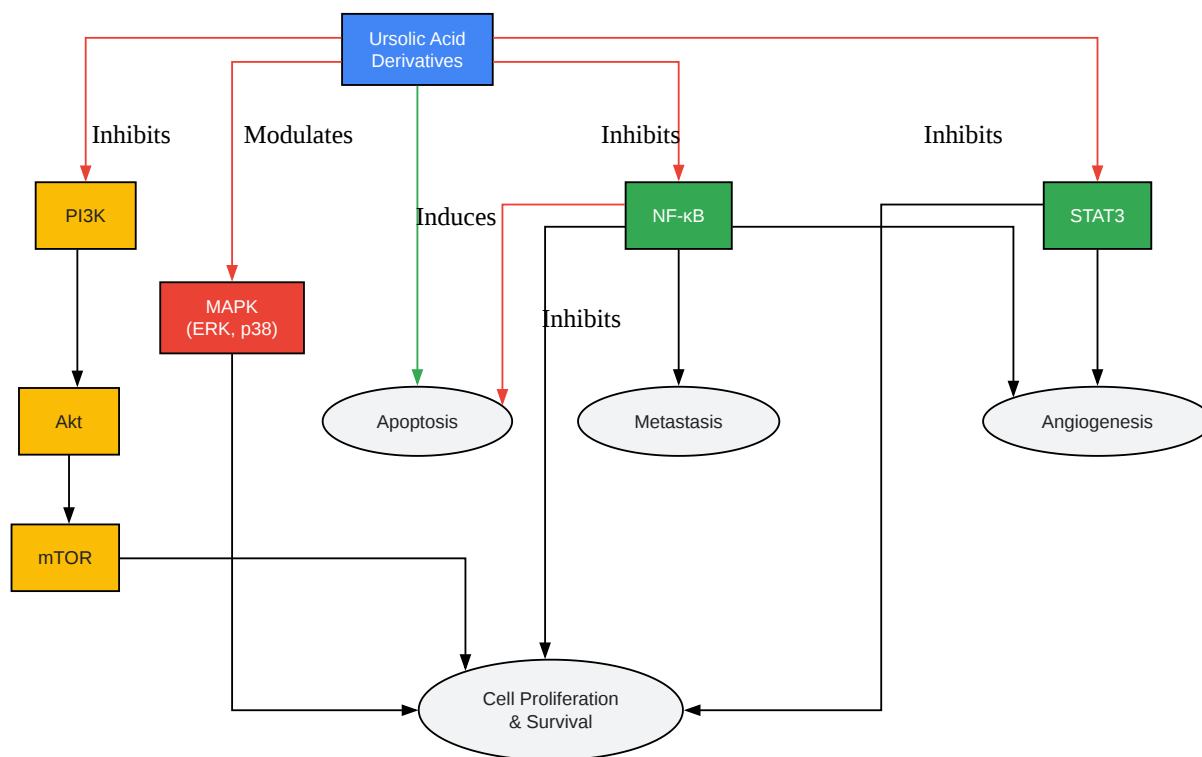 Ursolic Acid
Derivatives
Inhibits
Modulates
Inhibits
Inhibits
PI3K
Induces
NF-κB
STAT3
MAPK
(ERK, p38)
Inhibits
Akt
Apoptosis
Metastasis
Angiogenesis
mTOR
Cell Proliferation
& Survival